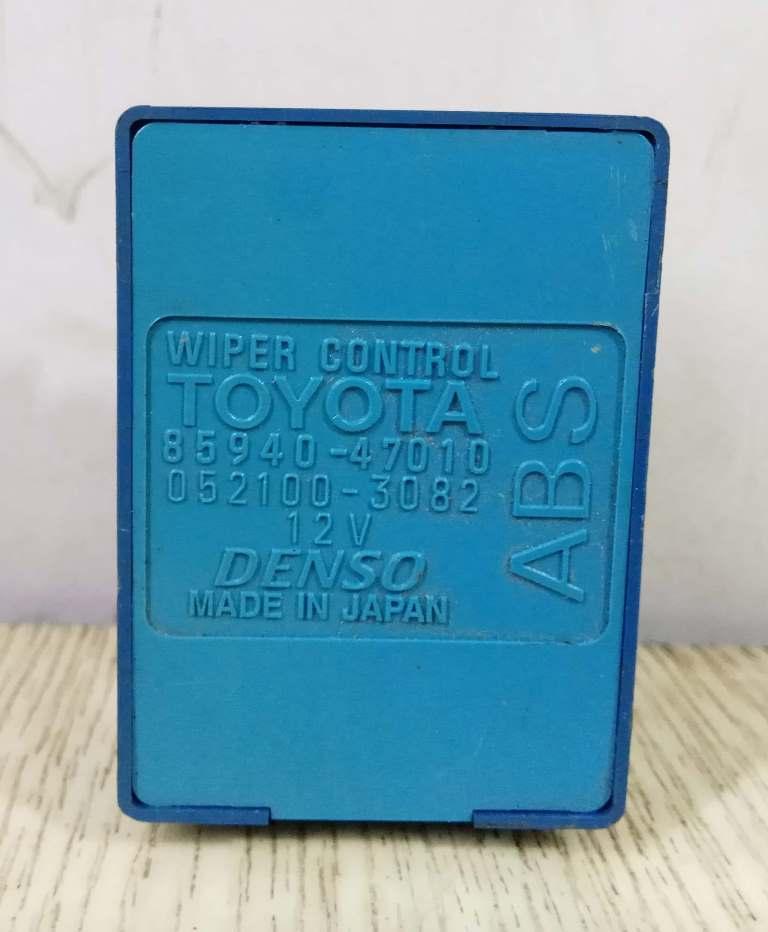 WIPER CONTROL
TOYOTA
85940-47010
052100-3082
12V
DENSO
MADE IN JAPAN
ABS